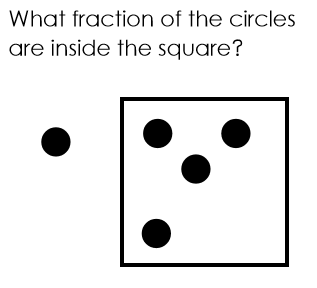 What fraction of the circles
are inside the square?